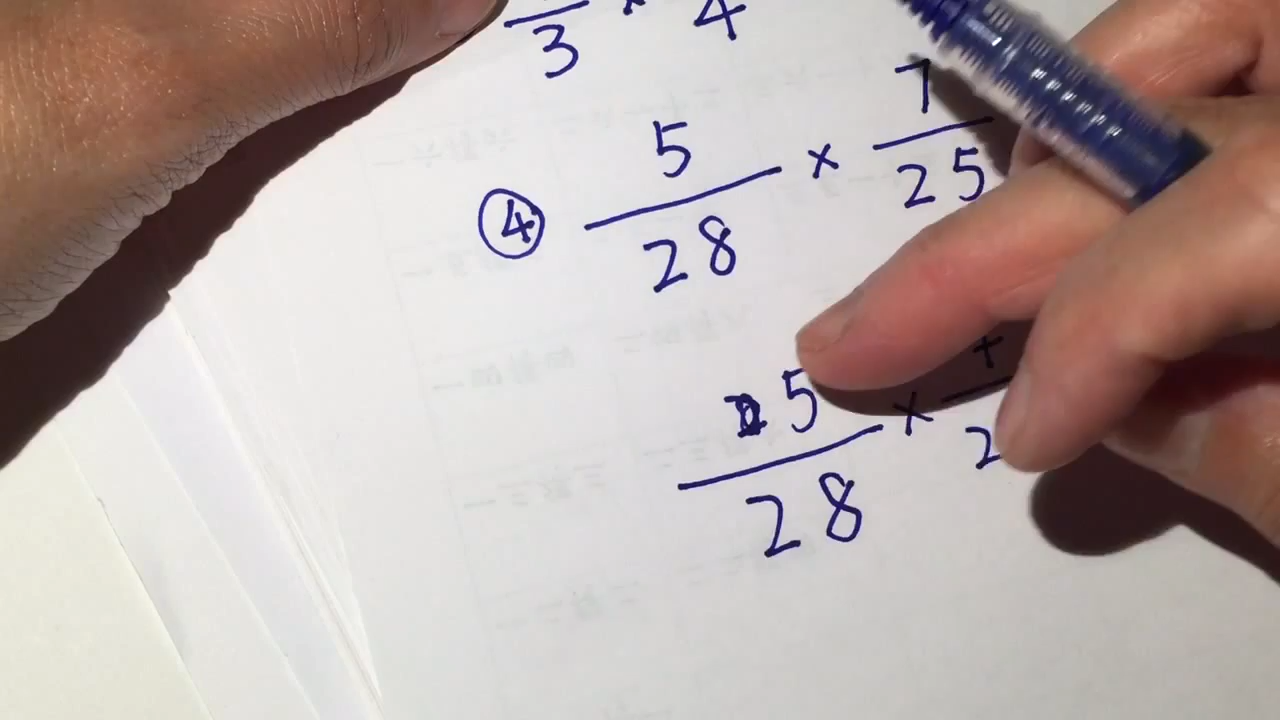 3 × 4
④ 5/28 × 7/25
5/28 ×